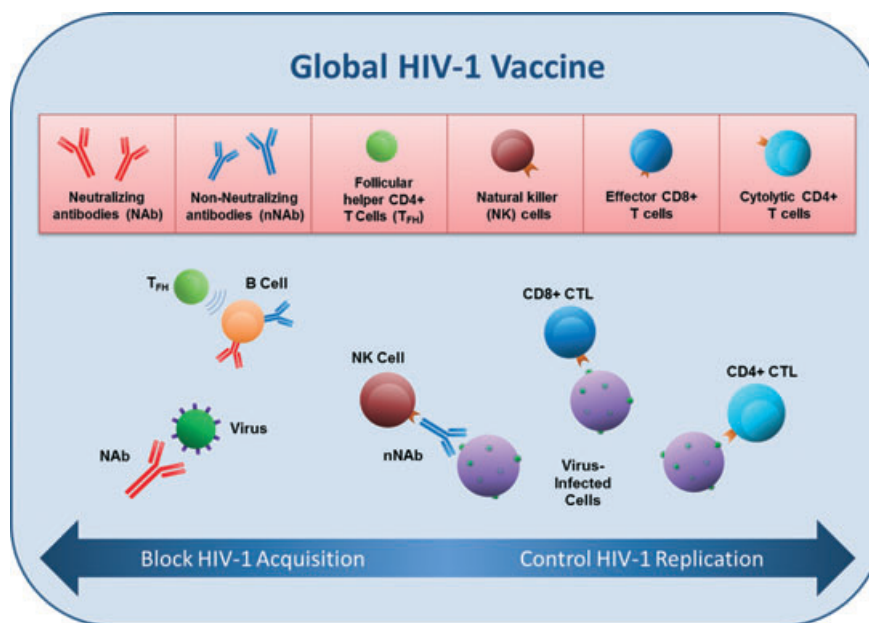 Global HIV-1 Vaccine
Neutralizing
antibodies (NAb)
Non-Neutralizing
antibodies (nNAb)
Follicular
helper CD4+
T Cells (TFH)
Natural killer
(NK) cells
Effector CD8+
T cells
Cytolytic CD4+
T cells
TFH
B Cell
CD8+ CTL
NK Cell
CD4+ CTL
Virus
NAb
nNAb
Virus-
Infected
Cells
Block HIV-1 Acquisition
Control HIV-1 Replication